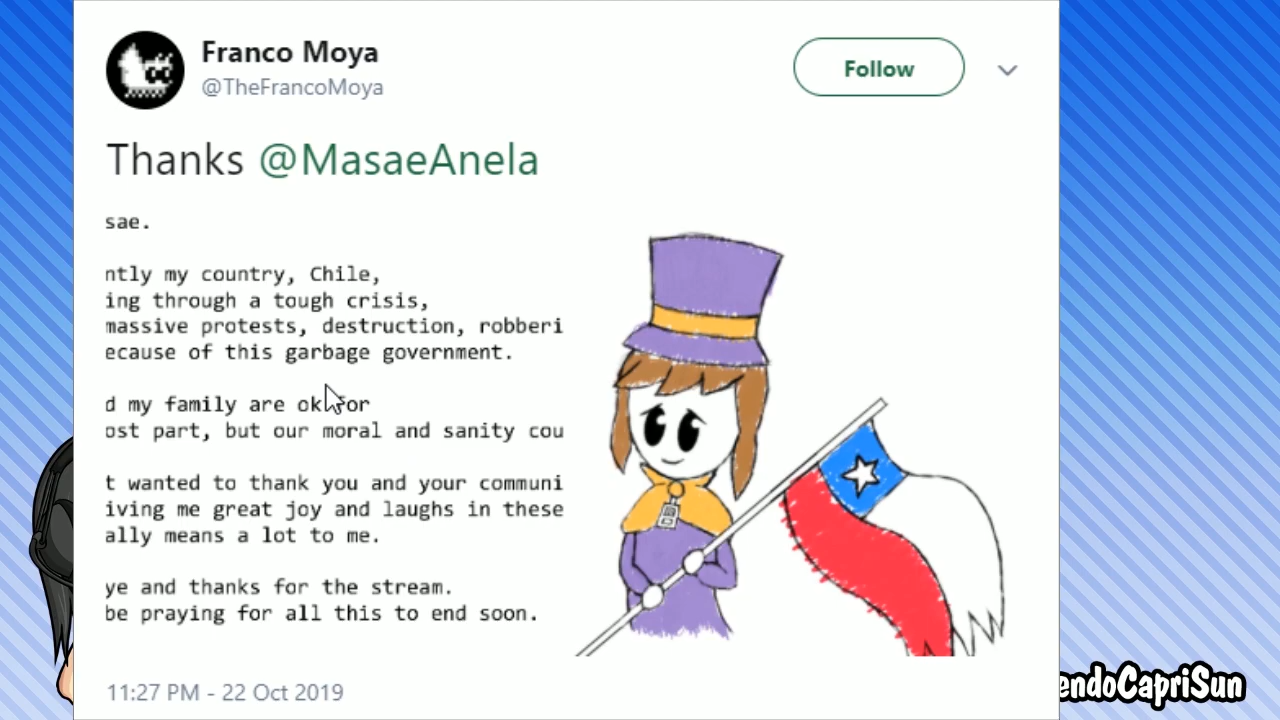 Franco Moya
@TheFrancoMoya
Follow
Thanks @MasaeAnela
sae.
ntly my country, Chile,
ing through a tough crisis,
massive protests, destruction, robberi
ecause of this garbage government.
d my family are ok for
ost part, but our moral and sanity cou
t wanted to thank you and your communi
iving me great joy and laughs in these
ally means a lot to me.
ye and thanks for the stream.
be praying for all this to end soon.
11:27 PM - 22 Oct 2019
endoCapriSun